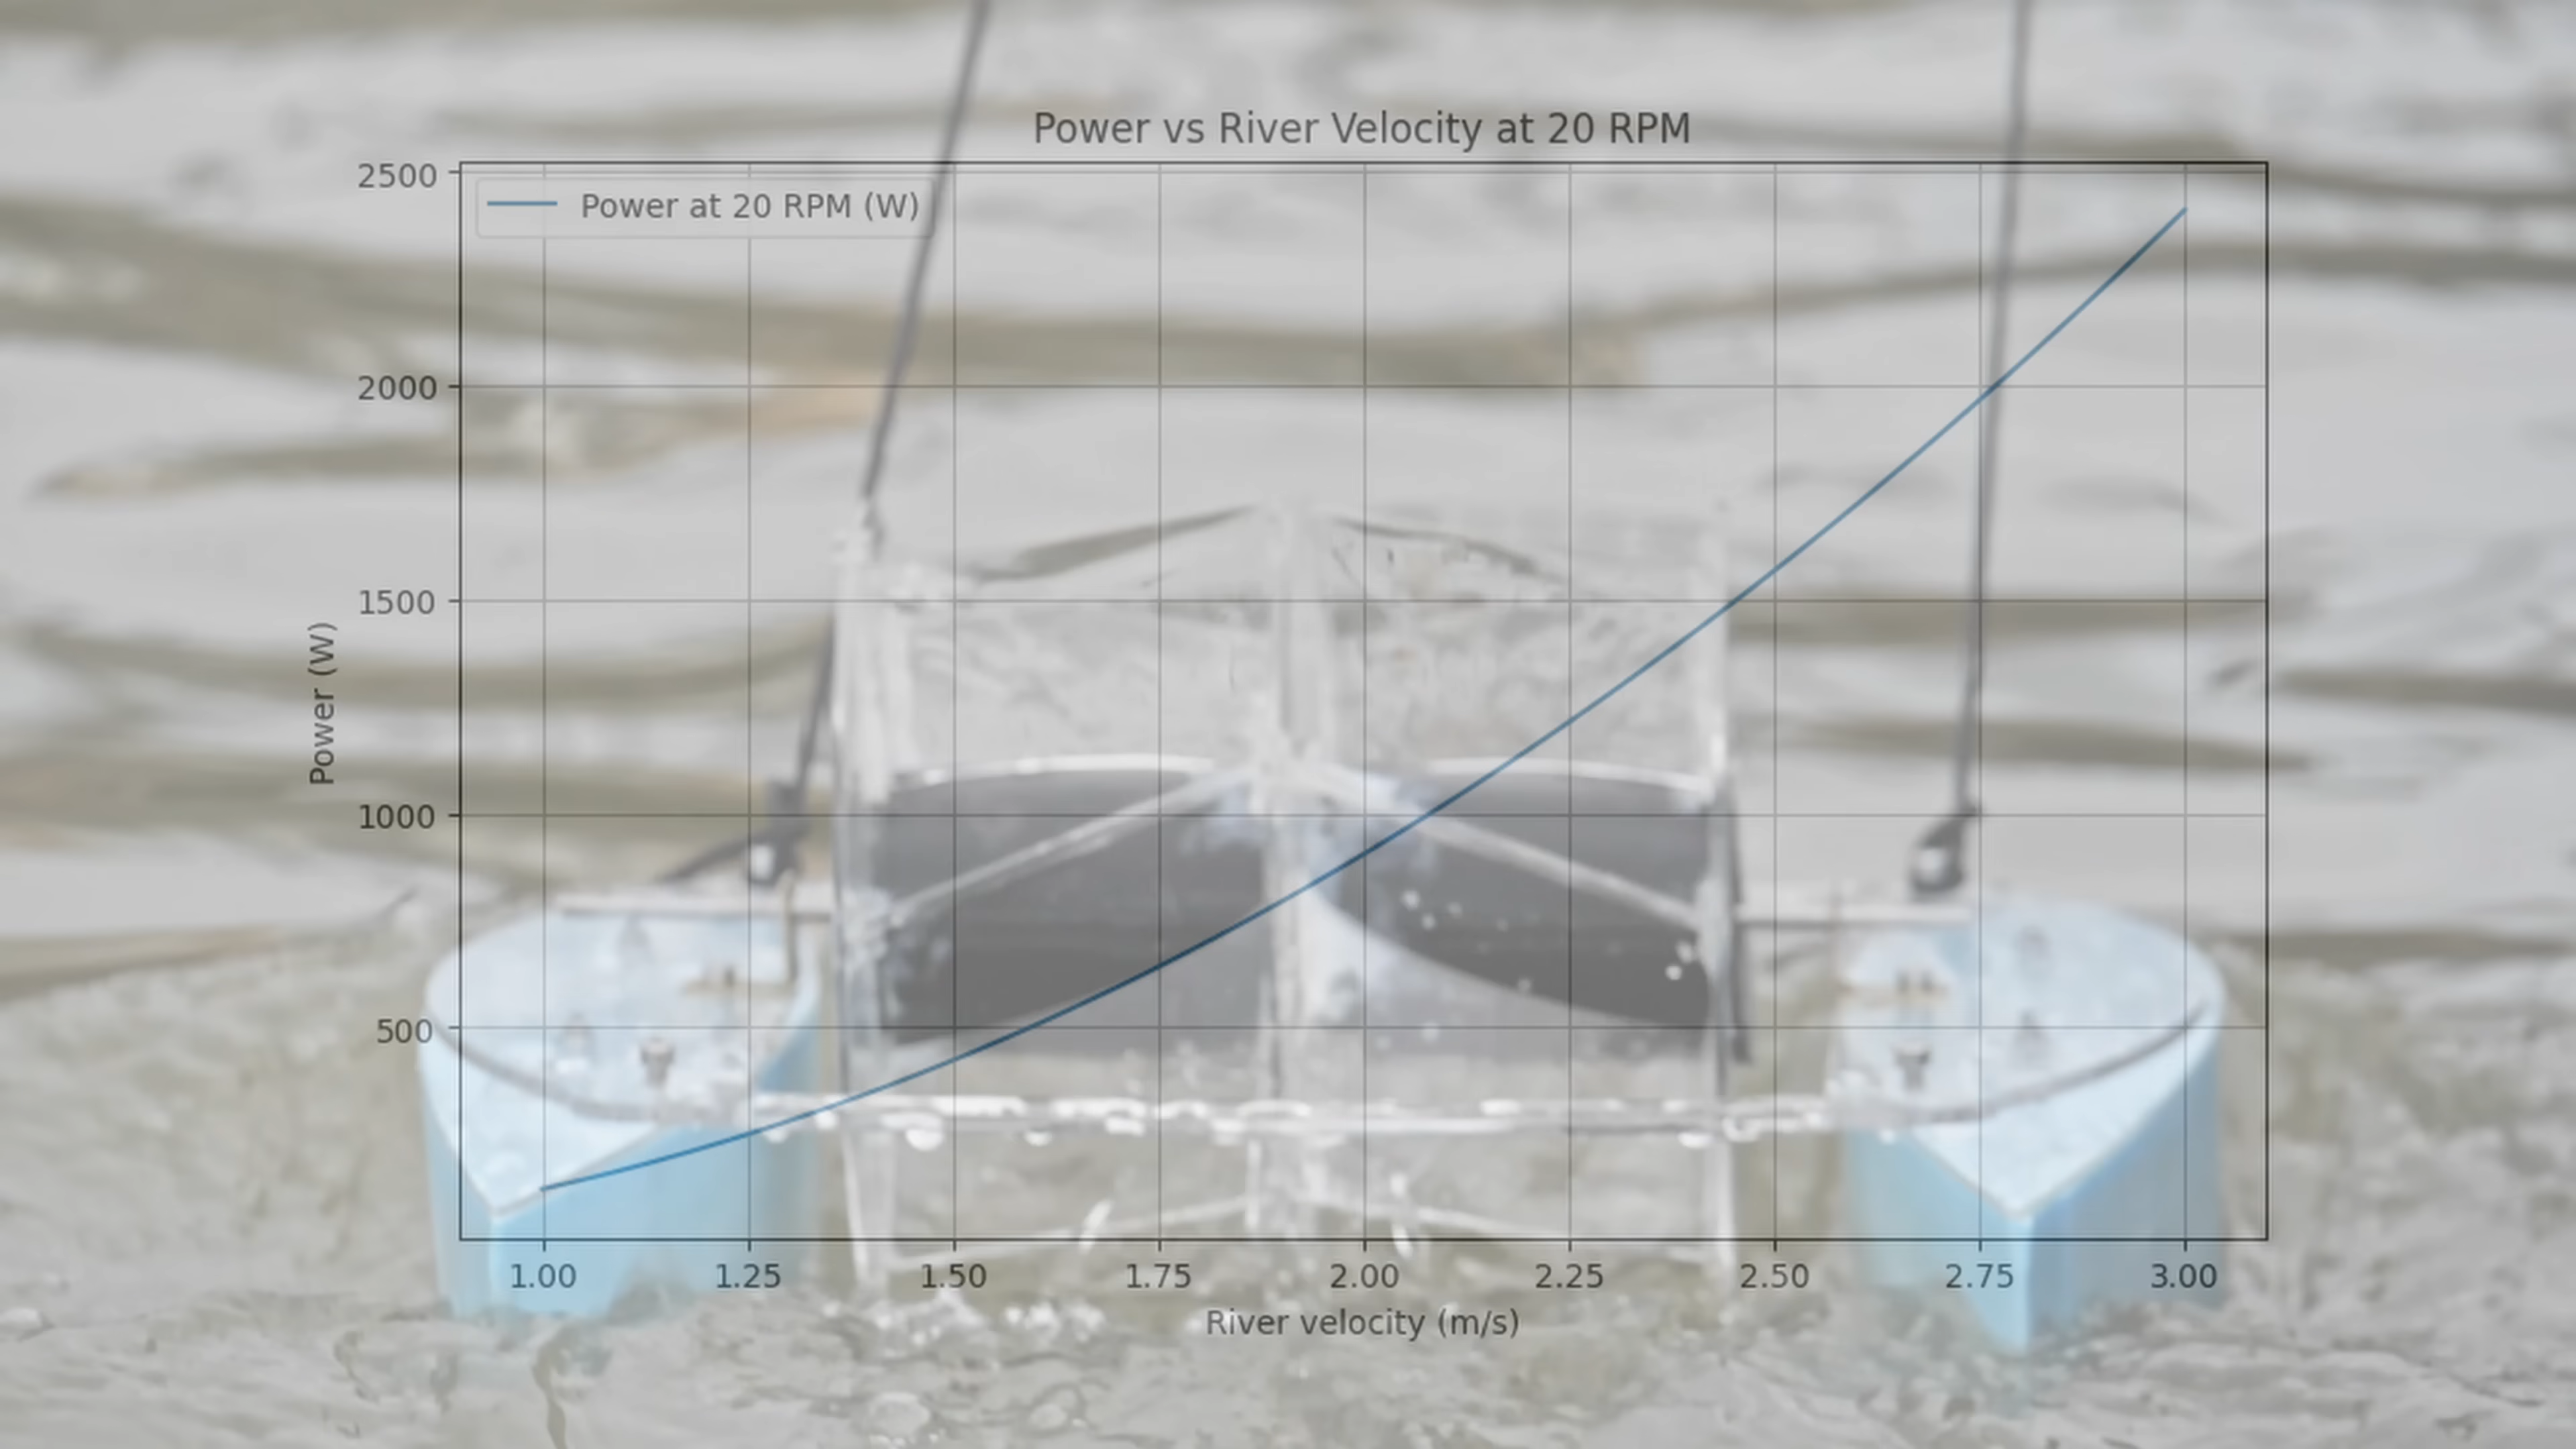 Power vs River Velocity at 20 RPM
2500
Power at 20 RPM (W)
2000
1500
Power (W)
1000
500
1.00 1.25 1.50 1.75 2.00 2.25 2.50 2.75 3.00
River velocity (m/s)